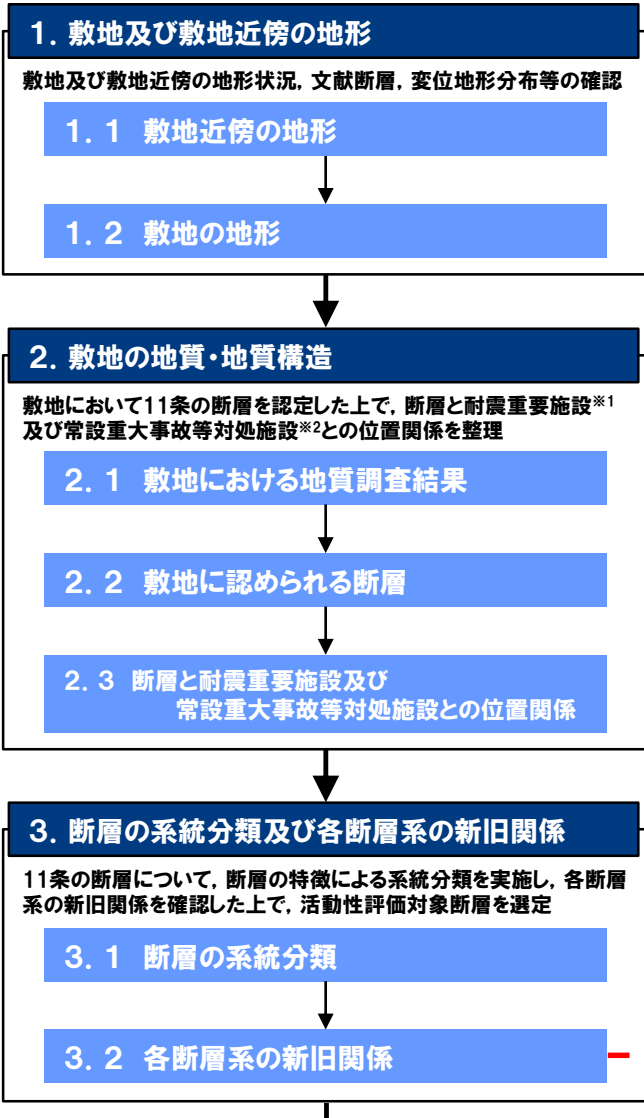 １．敷地及び敷地近傍の地形
敷地及び敷地近傍の地形状況，文献断層，変位地形分布等の確認
１．１　敷地近傍の地形
１．２　敷地の地形
２．敷地の地質・地質構造
敷地において11条の断層を認定した上で，断層と耐震重要施設※1
及び常設重大事故等対処施設※2との位置関係を整理
２．１　敷地における地質調査結果
２．２　敷地に認められる断層
２．３　断層と耐震重要施設及び
常設重大事故等対処施設との位置関係
３．断層の系統分類及び各断層系の新旧関係
11条の断層について，断層の特徴による系統分類を実施し，各断層
系の新旧関係を確認した上で，活動性評価対象断層を選定
３．１　断層の系統分類
３．２　各断層系の新旧関係